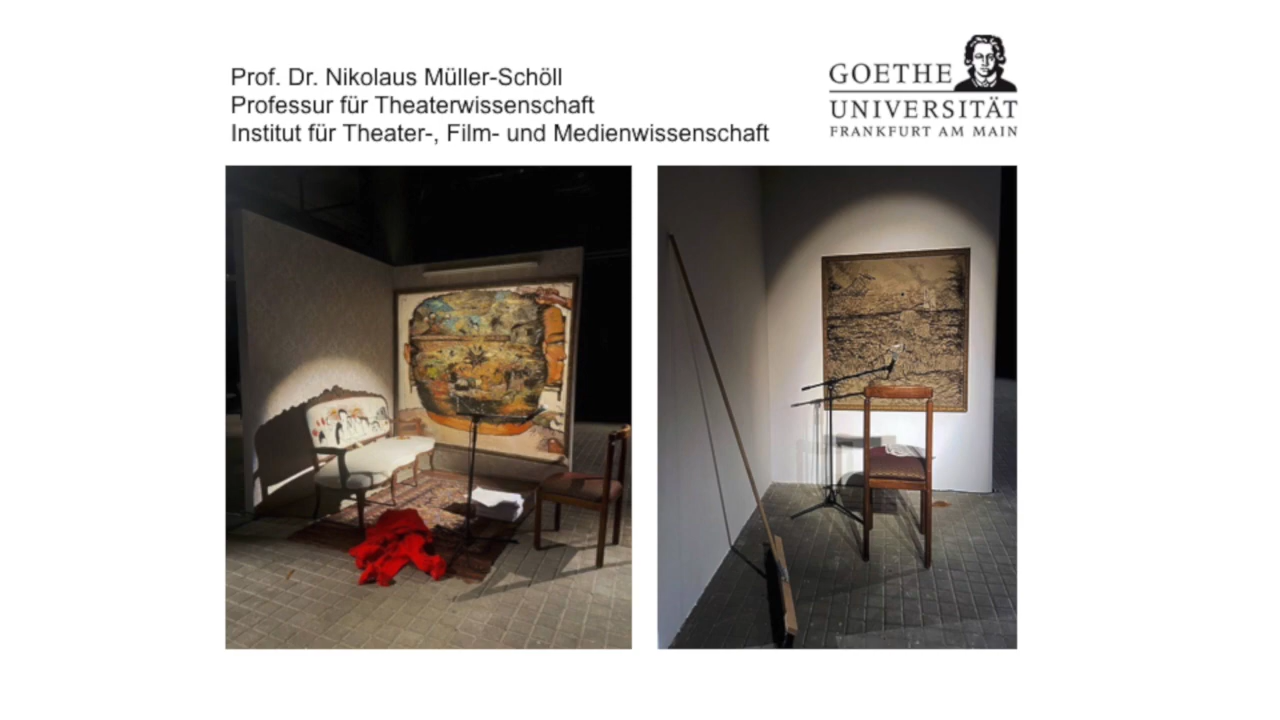 Prof. Dr. Nikolaus Müller-Schöll
Professur für Theaterwissenschaft
Institut für Theater-, Film- und Medienwissenschaft
GOETHE
UNIVERSITÄT
FRANKFURT AM MAIN